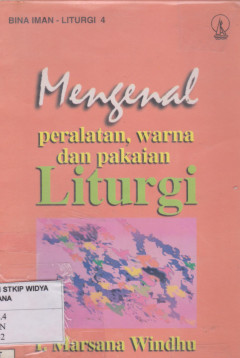 BINA IMAN - LITURGI 4
Mengenal
peralatan, warna
dan pakaian
Liturgi
STKIP WIDYA
ANA
.4
N
2
Marsana Windhu